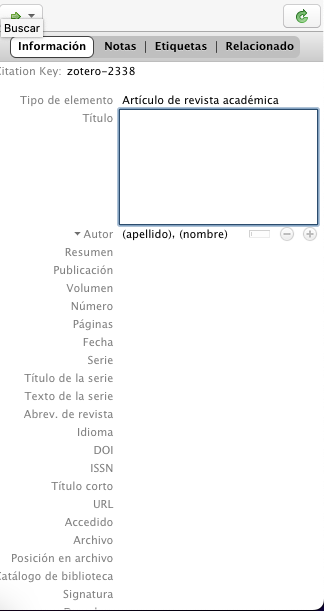 Buscar
Información | Notas | Etiquetas | Relacionado
Citation Key: zotero-2338
Tipo de elemento Artículo de revista académica
Título
Autor (apellido), (nombre)
Resumen
Publicación
Volumen
Número
Páginas
Fecha
Serie
Título de la serie
Texto de la serie
Abrev. de revista
Idioma
DOI
ISSN
Título corto
URL
Accedido
Archivo
Posición en archivo
Catálogo de biblioteca
Signatura